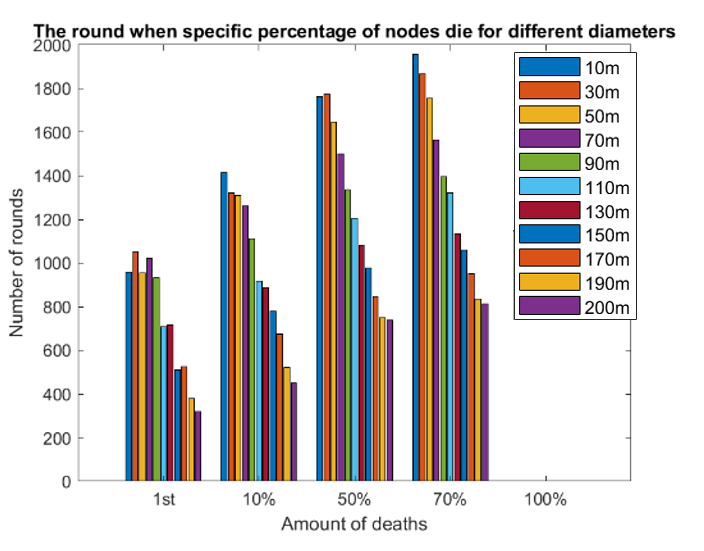 The round when specific percentage of nodes die for different diameters
2000
1800
1600
1400
1200
1000
800
600
400
200
0
Number of rounds
1st
10%
50%
70%
100%
Amount of deaths
10m
30m
50m
70m
90m
110m
130m
150m
170m
190m
200m